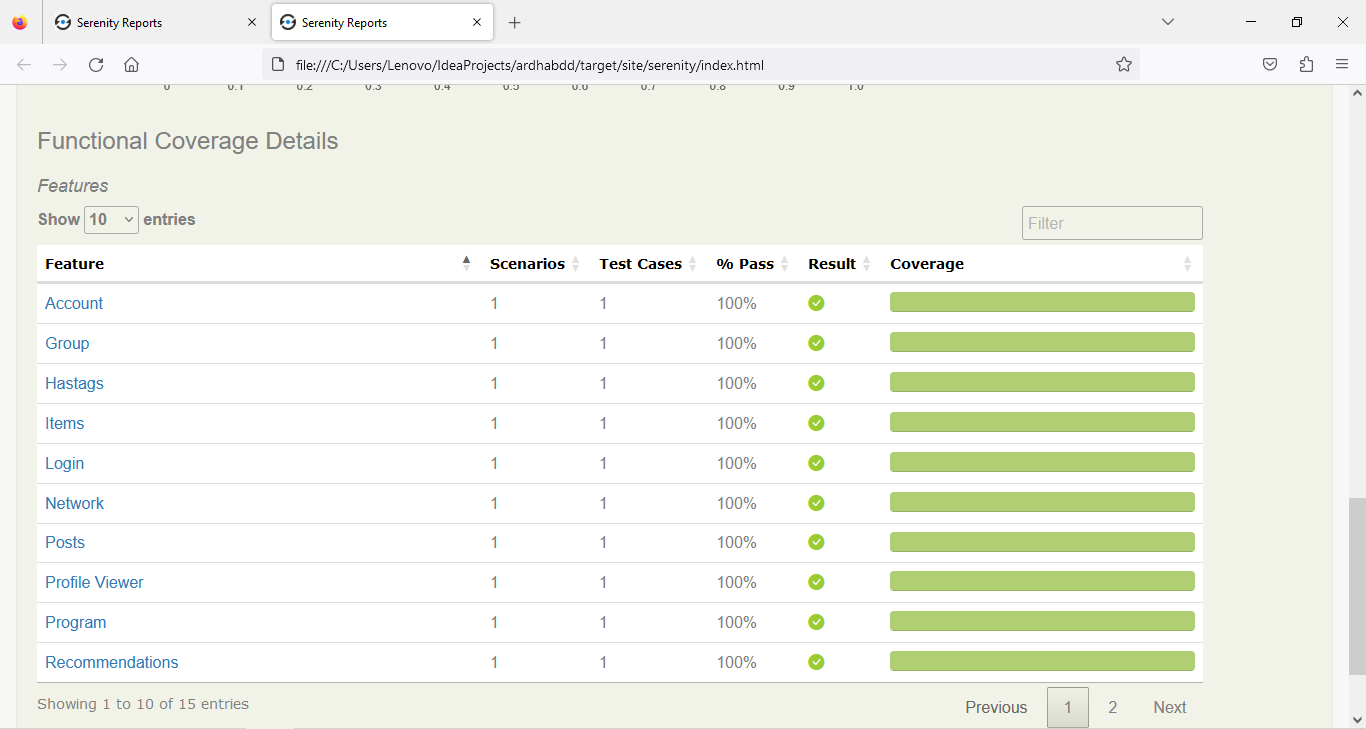 Serenity Reports
Serenity Reports
file:///C:/Users/Lenovo/IdeaProjects/ardhabdd/target/site/serenity/index.html
0 0.1 0.2 0.3 0.4 0.5 0.6 0.7 0.8 0.9 1.0
Functional Coverage Details
Features
Show 10 entries
Filter
Feature Scenarios Test Cases % Pass Result Coverage
Account 1 1 100%
Group 1 1 100%
Hastags 1 1 100%
Items 1 1 100%
Login 1 1 100%
Network 1 1 100%
Posts 1 1 100%
Profile Viewer 1 1 100%
Program 1 1 100%
Recommendations 1 1 100%
Showing 1 to 10 of 15 entries
Previous 1 2 Next